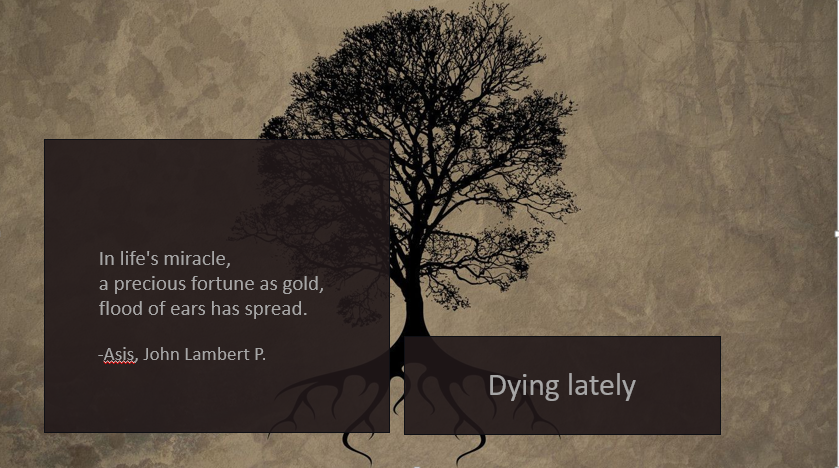 In life's miracle,
a precious fortune as gold,
flood of ears has spread.
-Asis, John Lambert P.
Dying lately